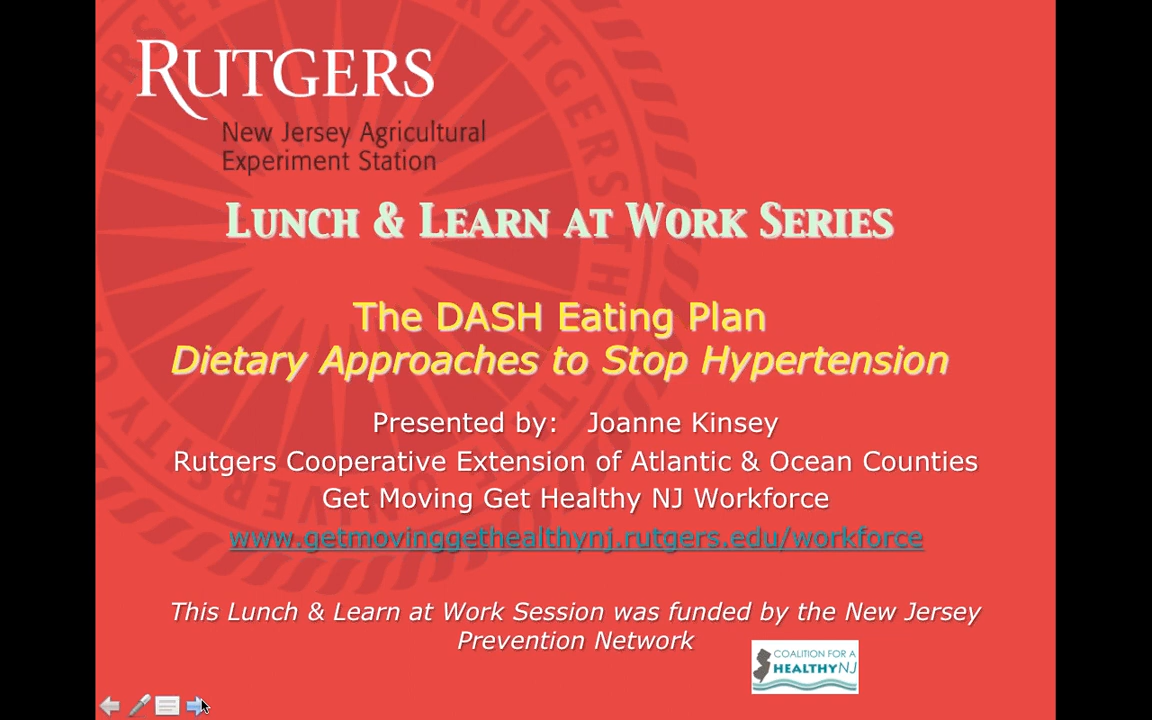 RUTGERS
New Jersey Agricultural
Experiment Station
LUNCH & LEARN AT WORK SERIES
The DASH Eating Plan
Dietary Approaches to Stop Hypertension
Presented by: Joanne Kinsey
Rutgers Cooperative Extension of Atlantic & Ocean Counties
Get Moving Get Healthy NJ Workforce
www.getmovinggethealthynj.rutgers.edu/workforce
This Lunch & Learn at Work Session was funded by the New Jersey
Prevention Network
COALITION FOR A
HEALTHYNJ